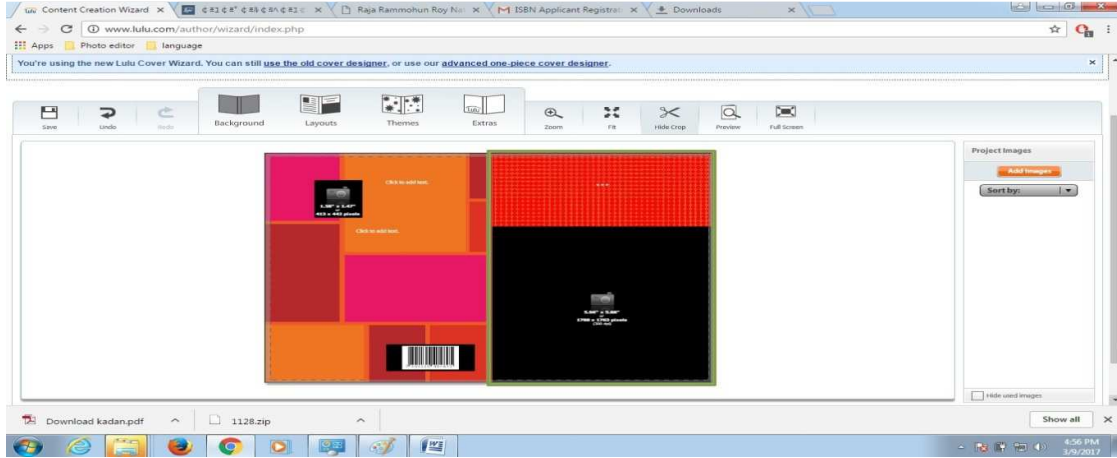 Content Creation Wizard
Raja Rammohun Roy Nat
ISBN Applicant Registrat
Downloads
www.lulu.com/author/wizard/index.php
Apps Photo editor language
You're using the new Lulu Cover Wizard. You can still use the old cover designer, or use our advanced one-piece cover designer.
Save Undo Redo Background Layouts Themes Extras Zoom Fit Hide Crop Preview Full Screen
Project Images
Add Images
Sort by:
Click to add text.
Click to add text.
Hide used images
Download kadan.pdf 1128.zip Show all
4:56 PM
3/9/2017